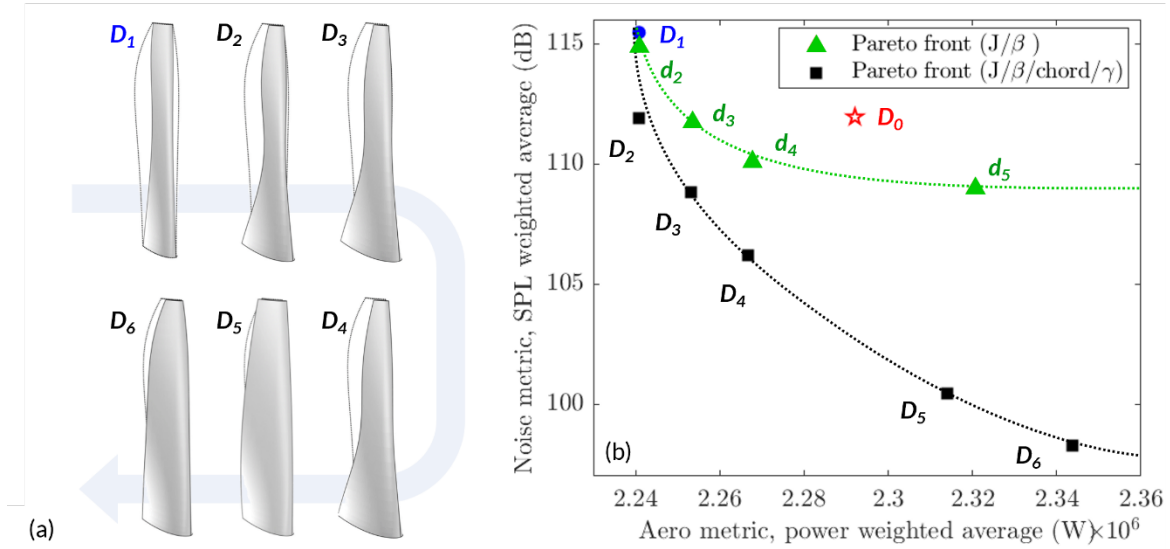 D₁
D₂
D₃
D₆
D₅
D₄
(a)
Noise metric, SPL weighted average (dB)
115
110
105
100
D₁
Pareto front (J/β )
Pareto front (J/β/chord/γ)
d₂
d₃
d₄
d₅
D₀
D₂
D₃
D₄
D₅
D₆
(b)
2.24 2.26 2.28 2.3 2.32 2.34 2.36
Aero metric, power weighted average (W)×10⁶